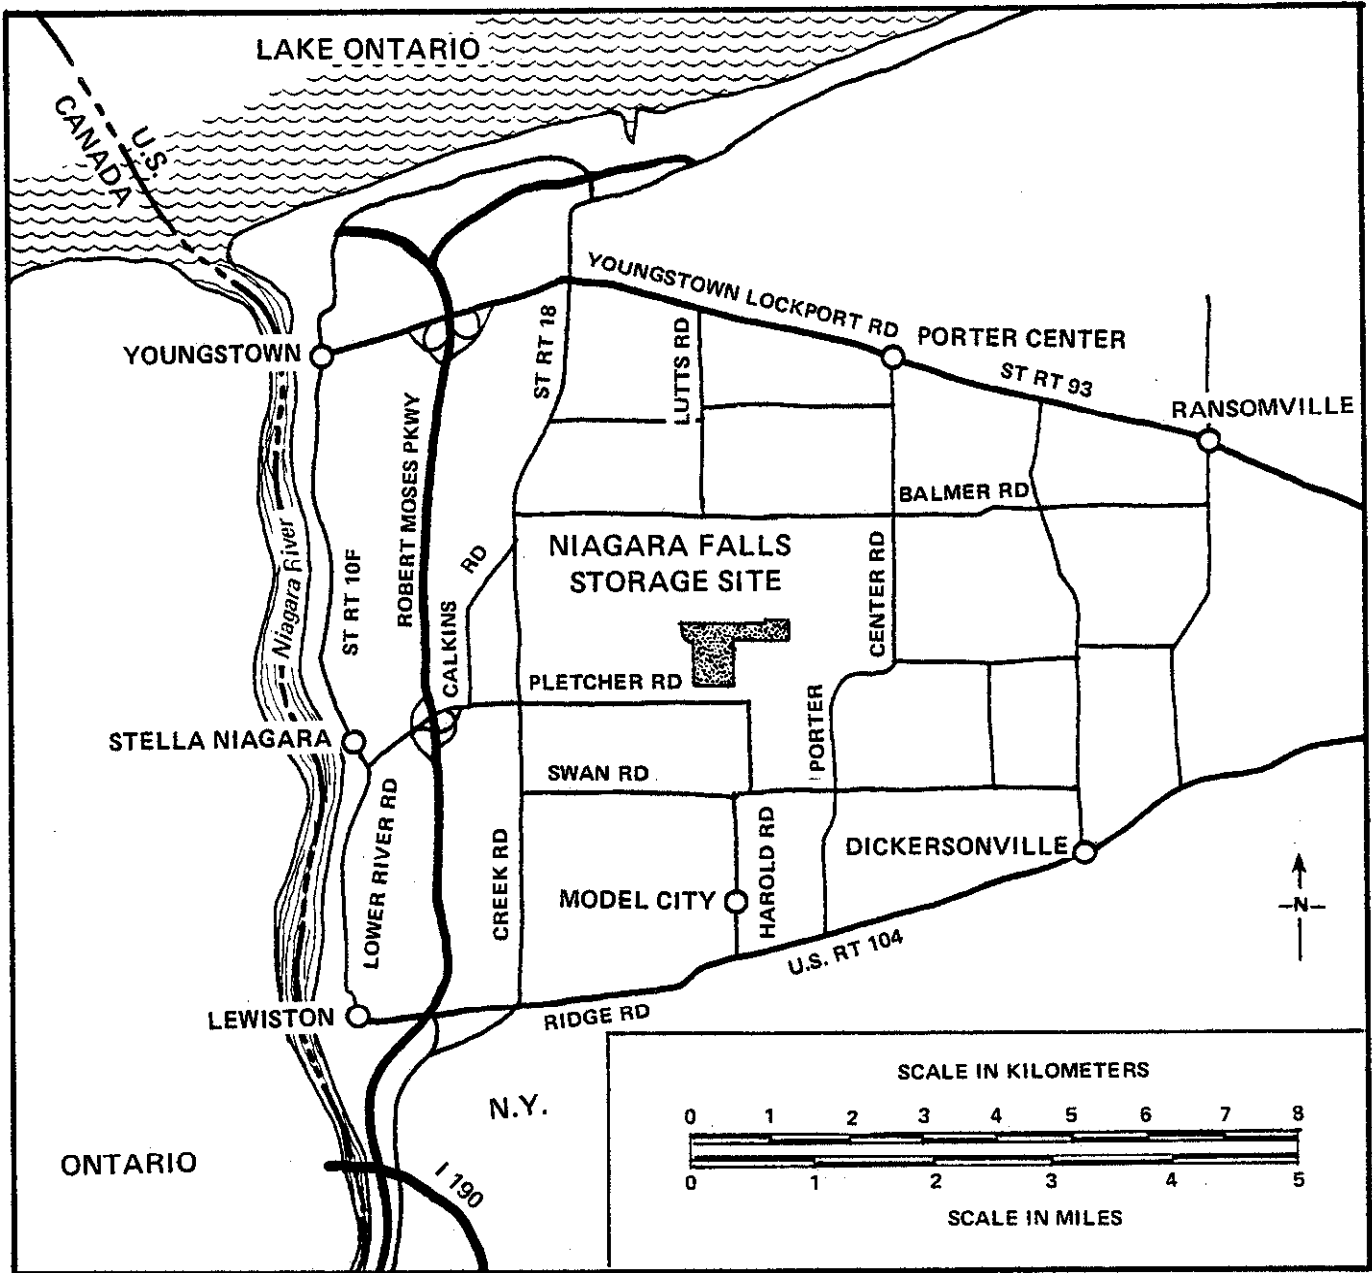 LAKE ONTARIO
U.S.
CANADA
YOUNGSTOWN LOCKPORT RD
ST RT 18
LUTTS RD
PORTER CENTER
YOUNGSTOWN
ST RT 93
RANSOMVILLE
ROBERT MOSES PKWY
BALMER RD
Niagara River
ST RT 10F
CALKINS
RD
NIAGARA FALLS
STORAGE SITE
CENTER RD
PLETCHER RD
PORTER
STELLA NIAGARA
SWAN RD
LOWER RIVER RD
CREEK RD
HAROLD RD
DICKERSONVILLE
MODEL CITY
N
U.S. RT 104
LEWISTON
RIDGE RD
N.Y.
ONTARIO
I 190
SCALE IN KILOMETERS
0 1 2 3 4 5 6 7 8
0 1 2 3 4 5
SCALE IN MILES